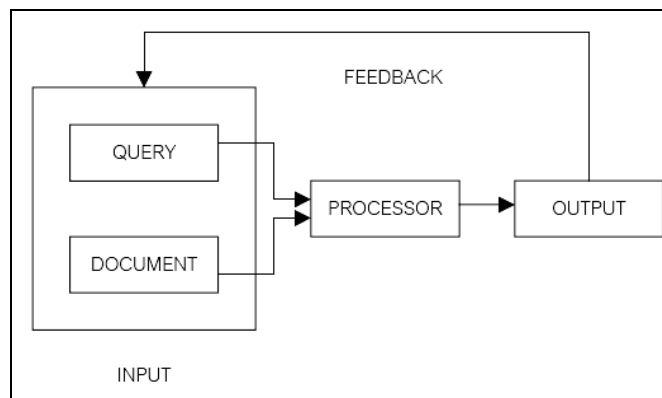 FEEDBACK
QUERY
PROCESSOR
OUTPUT
DOCUMENT
INPUT